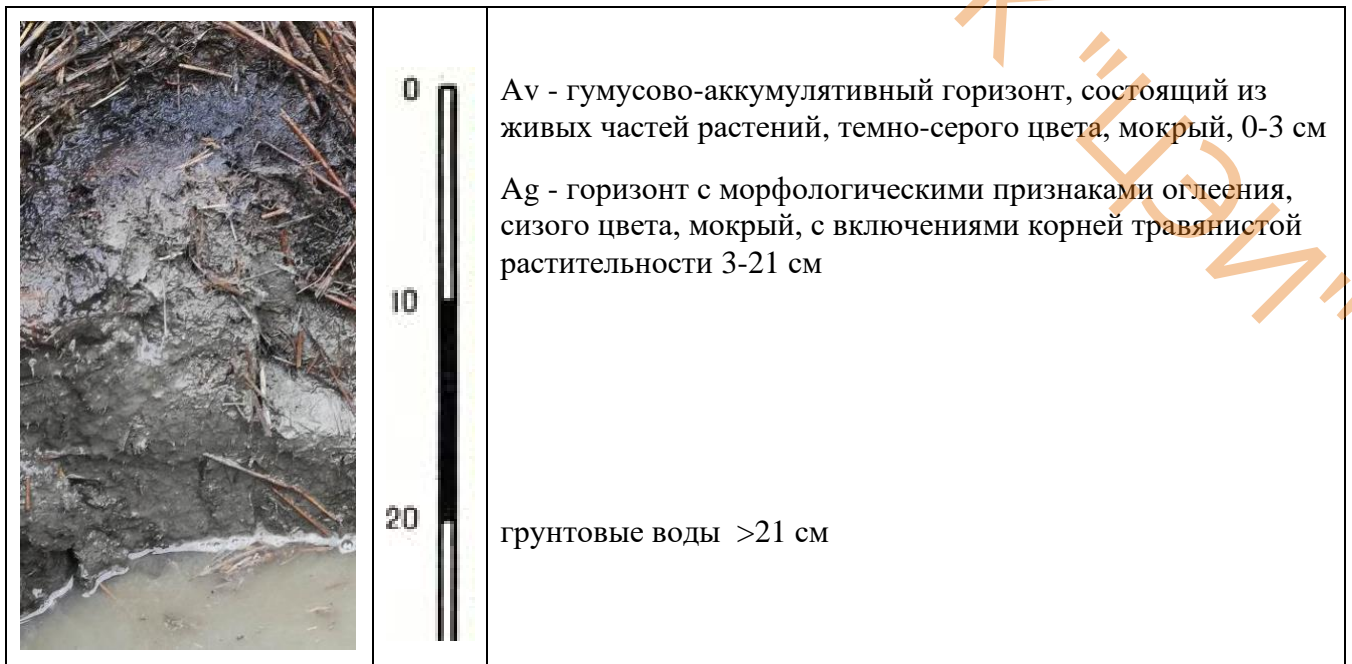 К "ЦЭИ"
0
10
20
Av - гумусово-аккумулятивный горизонт, состоящий из
живых частей растений, темно-серого цвета, мокрый, 0-3 см
Ag - горизонт с морфологическими признаками оглеения,
сизого цвета, мокрый, с включениями корней травянистой
растительности 3-21 см
грунтовые воды >21 см